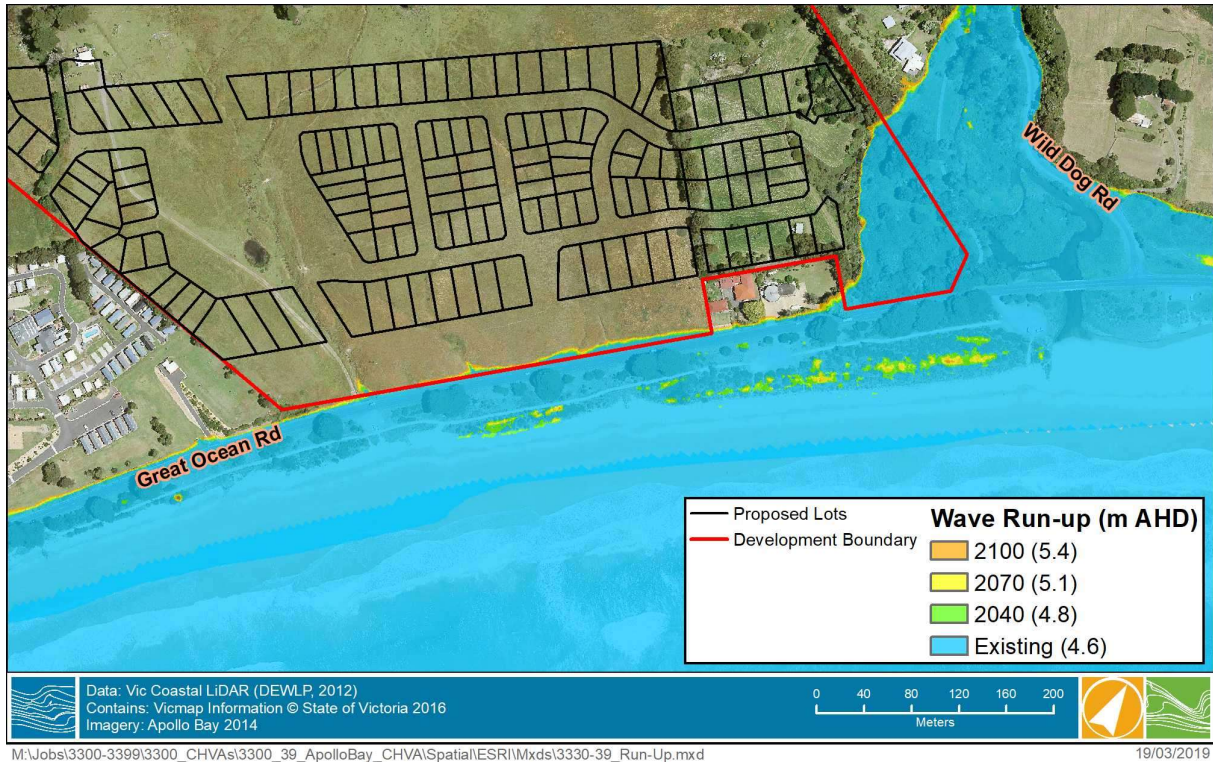 Wild Dog Rd
Great Ocean Rd
Proposed Lots
Development Boundary
Wave Run-up (m AHD)
2100 (5.4)
2070 (5.1)
2040 (4.8)
Existing (4.6)
Data: Vic Coastal LiDAR (DEWLP, 2012)
Contains: Vicmap Information © State of Victoria 2016
Imagery: Apollo Bay 2014
0 40 80 120 160 200
Meters
M:\Jobs\3300-3399\3300_CHVAs\3300_39_ApolloBay_CHVA\Spatial\ESRI\Mxds\3330-39_Run-Up.mxd
19/03/2019